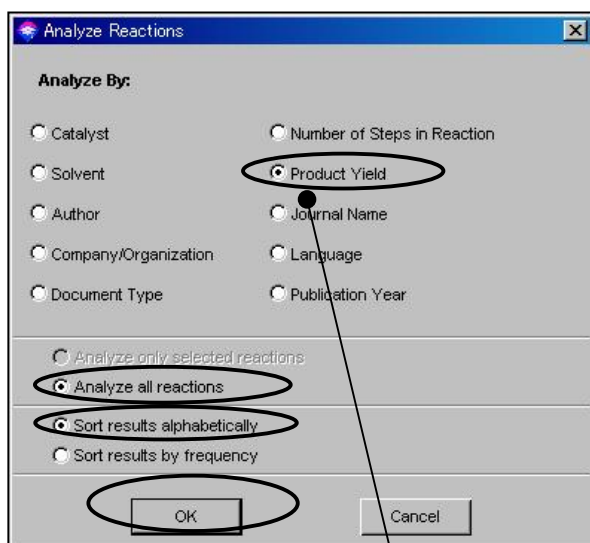 Analyze Reactions
Analyze By:
Catalyst
Number of Steps in Reaction
Solvent
Product Yield
Author
Journal Name
Company/Organization
Language
Document Type
Publication Year
Analyze only selected reactions
Analyze all reactions
Sort results alphabetically
Sort results by frequency
OK
Cancel